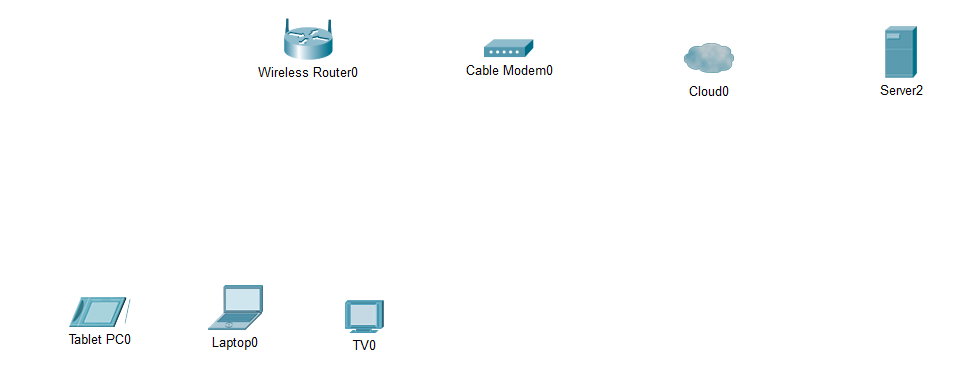 Wireless Router0
Cable Modem0
Cloud0
Server2
Tablet PC0
Laptop0
TV0